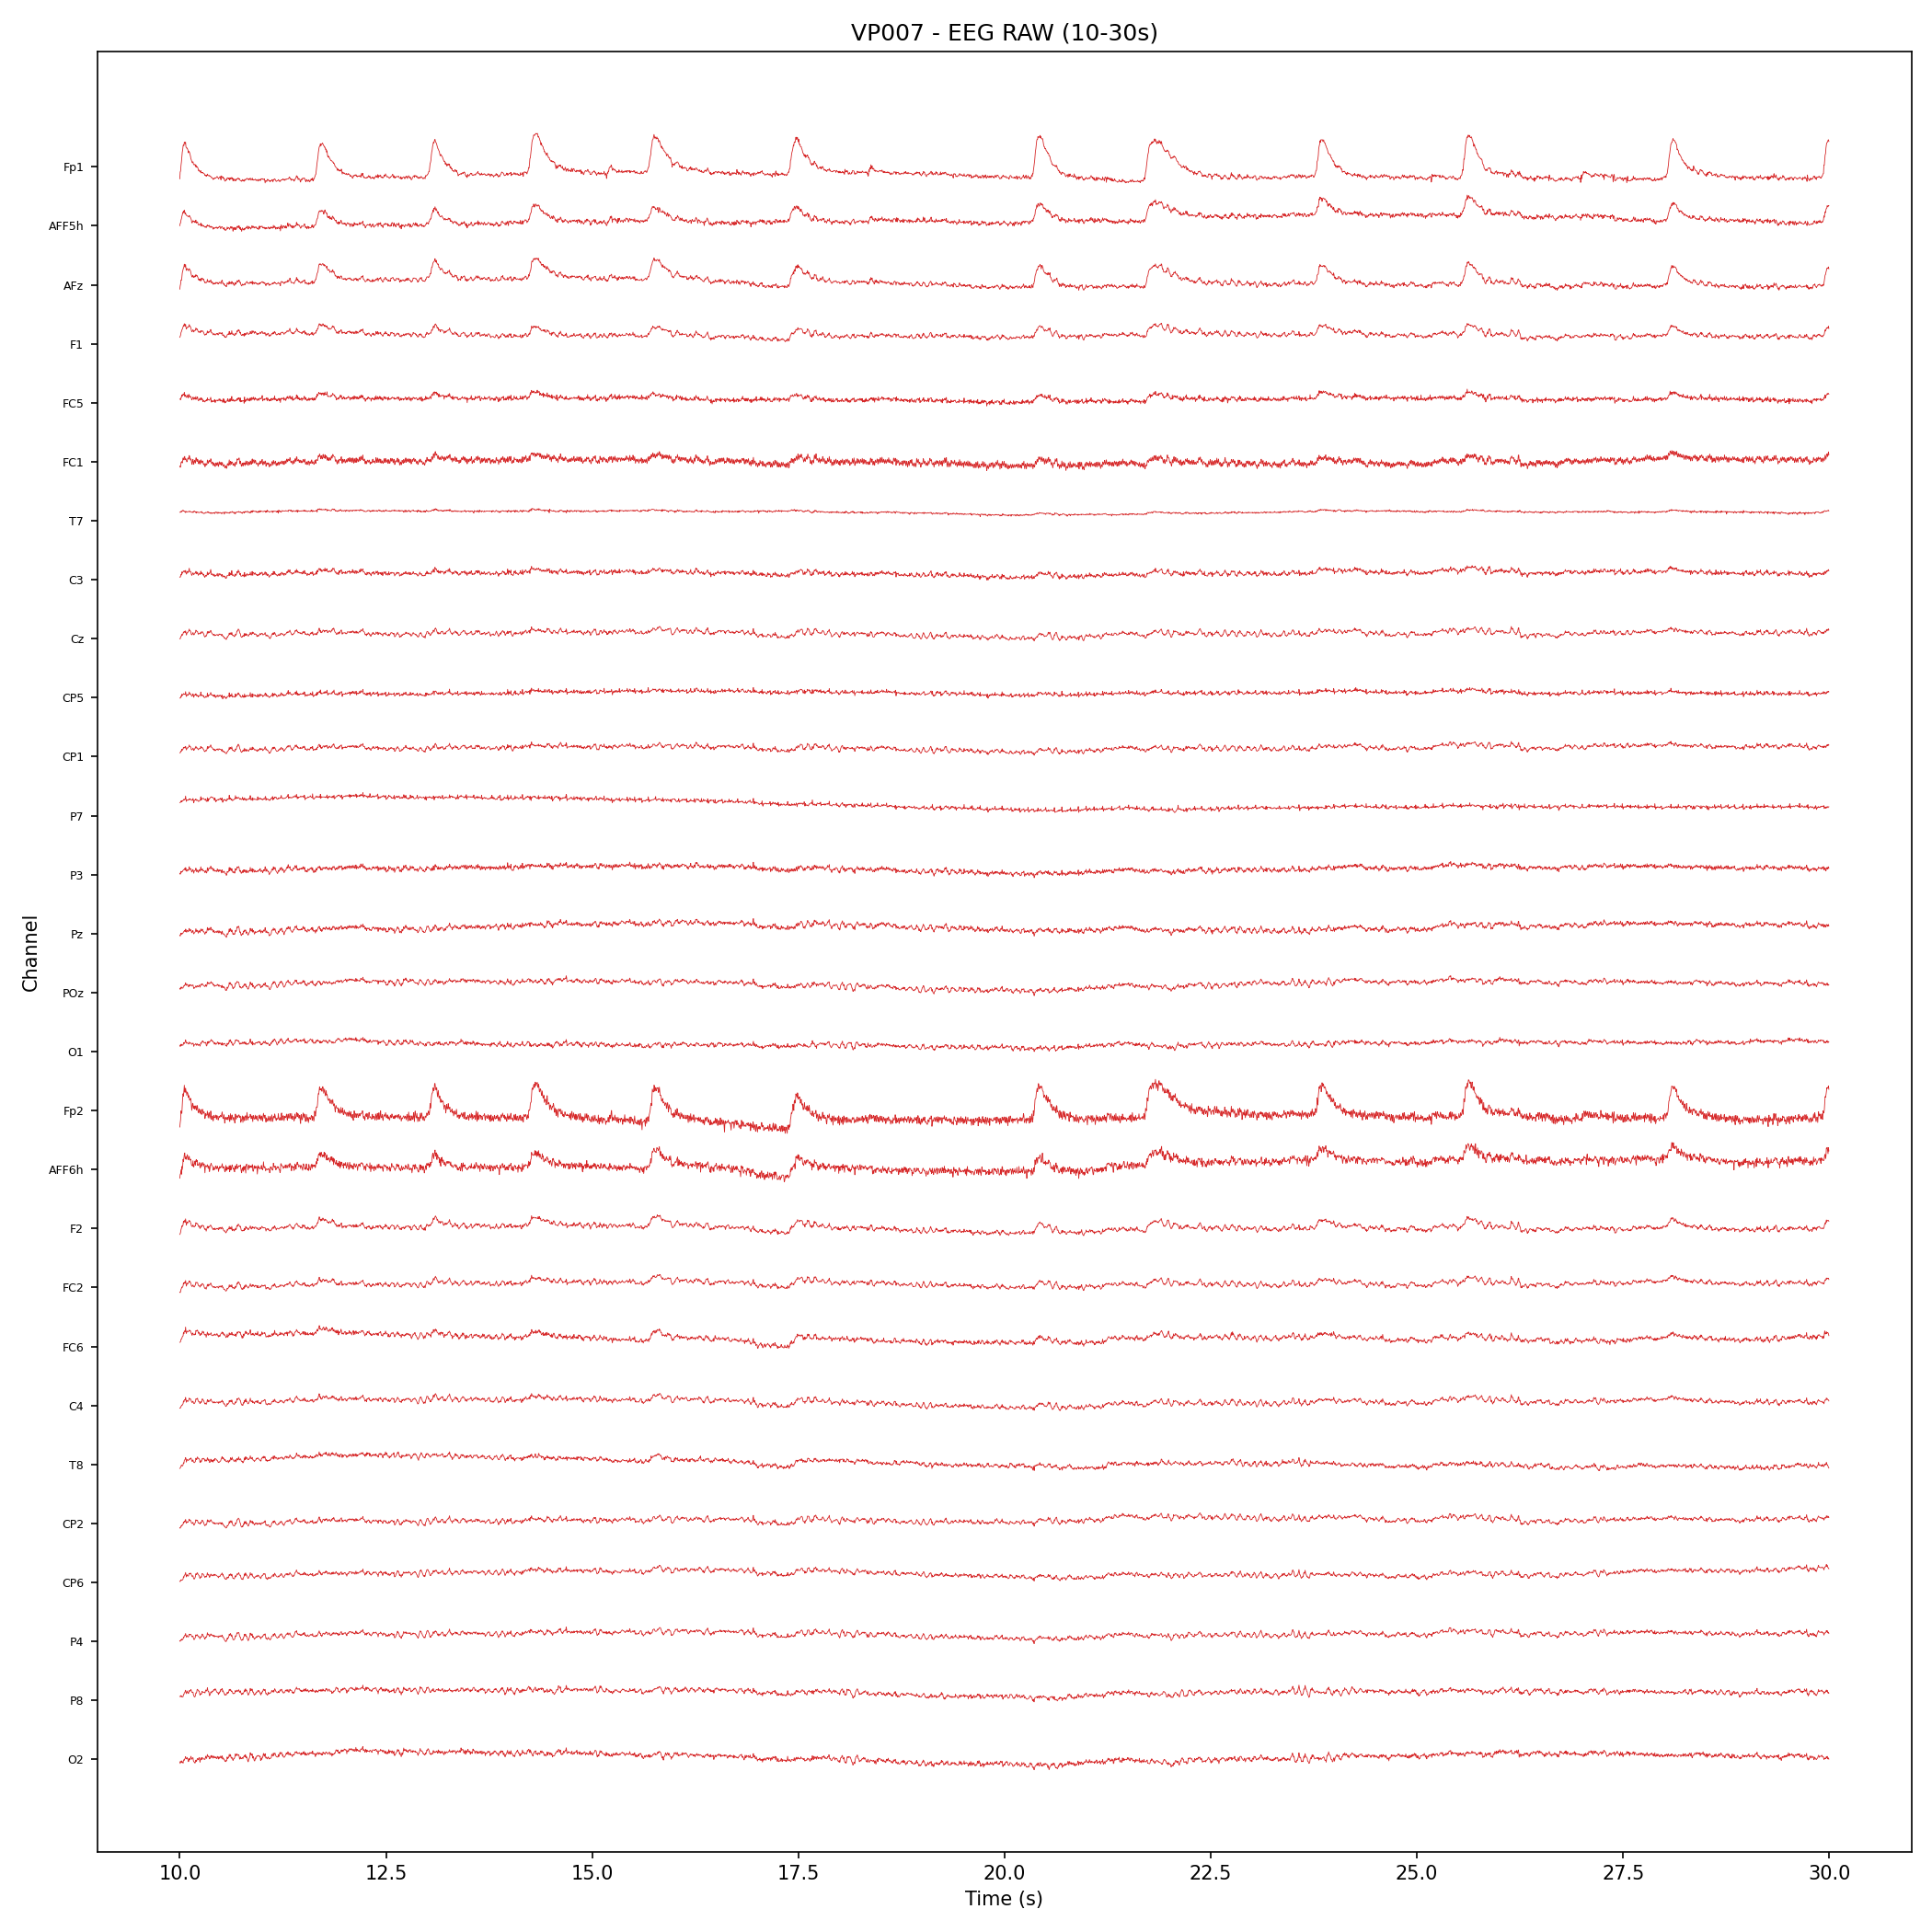 VP007 - EEG RAW (10-30s)
Channel
Fp1
AFF5h
AFz
F1
FC5
FC1
T7
C3
Cz
CP5
CP1
P7
P3
Pz
POz
O1
Fp2
AFF6h
F2
FC2
FC6
C4
T8
CP2
CP6
P4
P8
O2
10.0 12.5 15.0 17.5 20.0 22.5 25.0 27.5 30.0
Time (s)